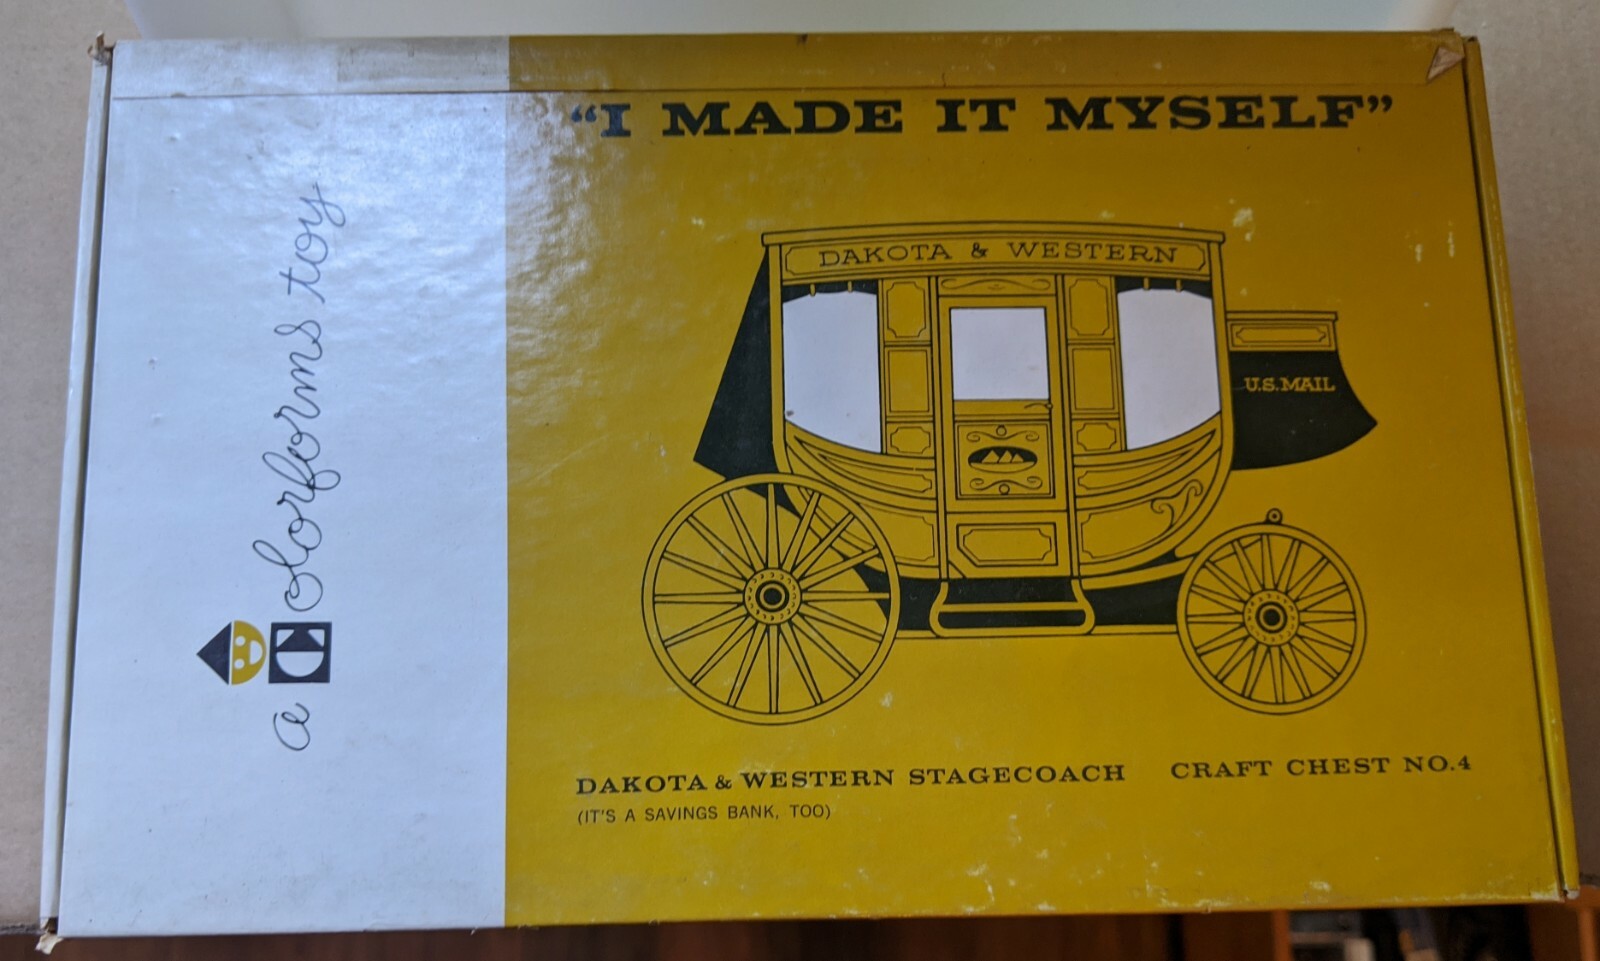 "I MADE IT MYSELF"
DAKOTA & WESTERN
U.S. MAIL
DAKOTA & WESTERN STAGECOACH CRAFT CHEST NO.4
(IT'S A SAVINGS BANK, TOO)
a Colorforms toy